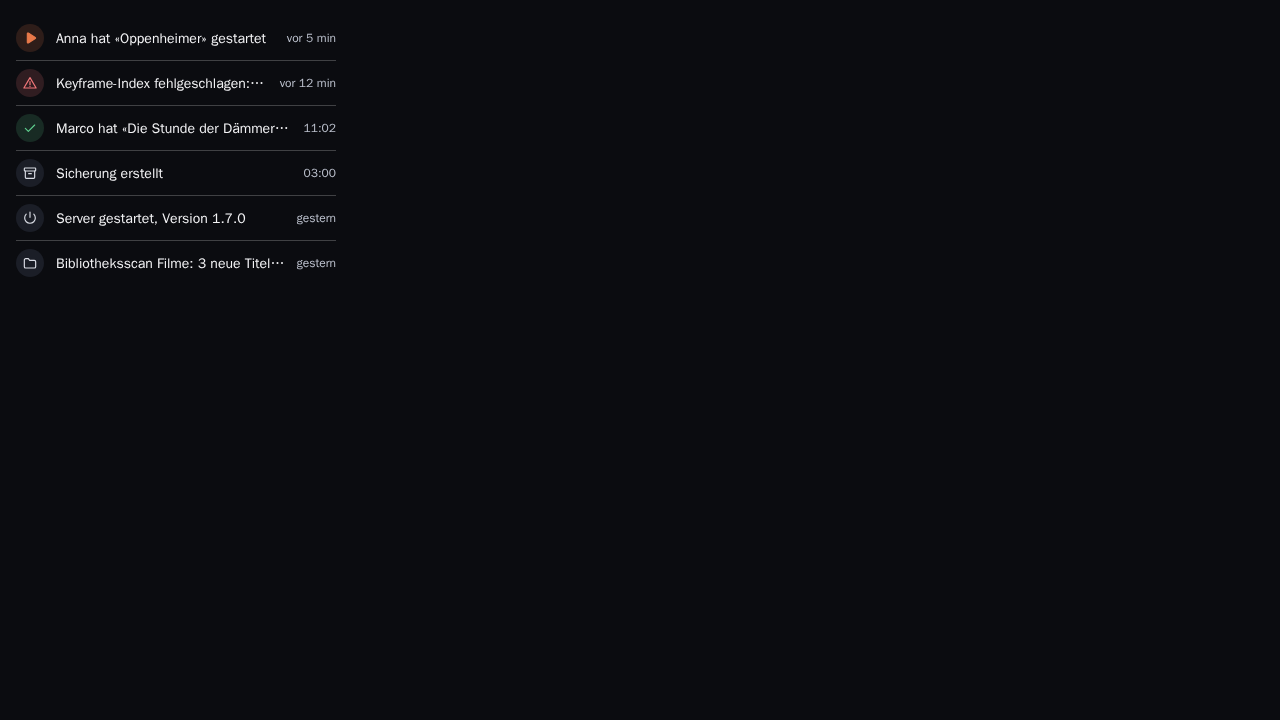 Anna hat «Oppenheimer» gestartet vor 5 min
Keyframe-Index fehlgeschlagen:… vor 12 min
Marco hat «Die Stunde der Dämmer… 11:02
Sicherung erstellt 03:00
Server gestartet, Version 1.7.0 gestern
Bibliotheksscan Filme: 3 neue Titel… gestern